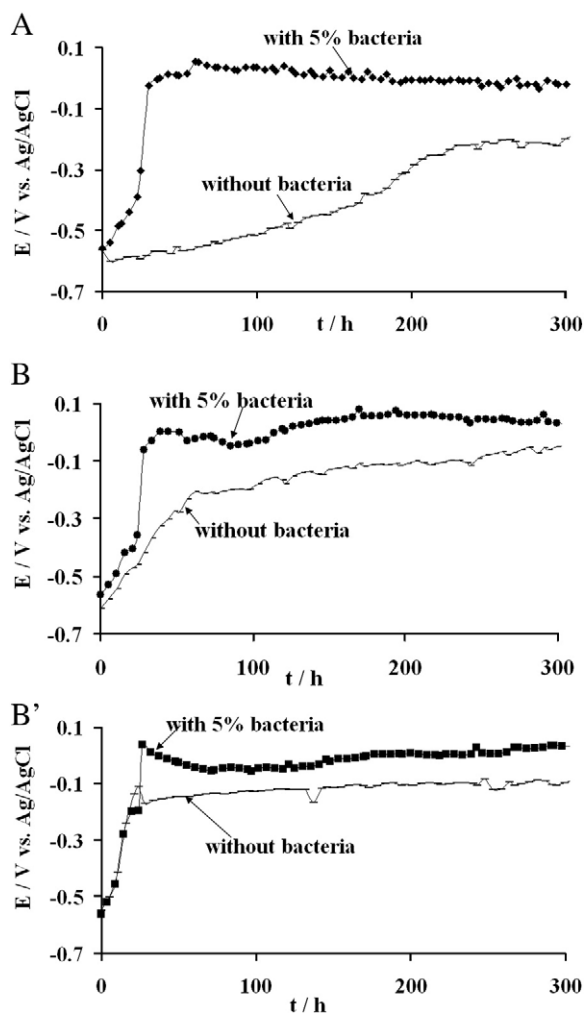 A
E / V vs. Ag/AgCl
0.1
-0.1
-0.3
-0.5
-0.7
with 5% bacteria
without bacteria
0
100
200
300
t / h
B
E / V vs. Ag/AgCl
0.1
-0.1
-0.3
-0.5
-0.7
with 5% bacteria
without bacteria
0
100
200
300
t / h
B’
E / V vs. Ag/AgCl
0.1
-0.1
-0.3
-0.5
-0.7
with 5% bacteria
without bacteria
0
100
200
300
t / h